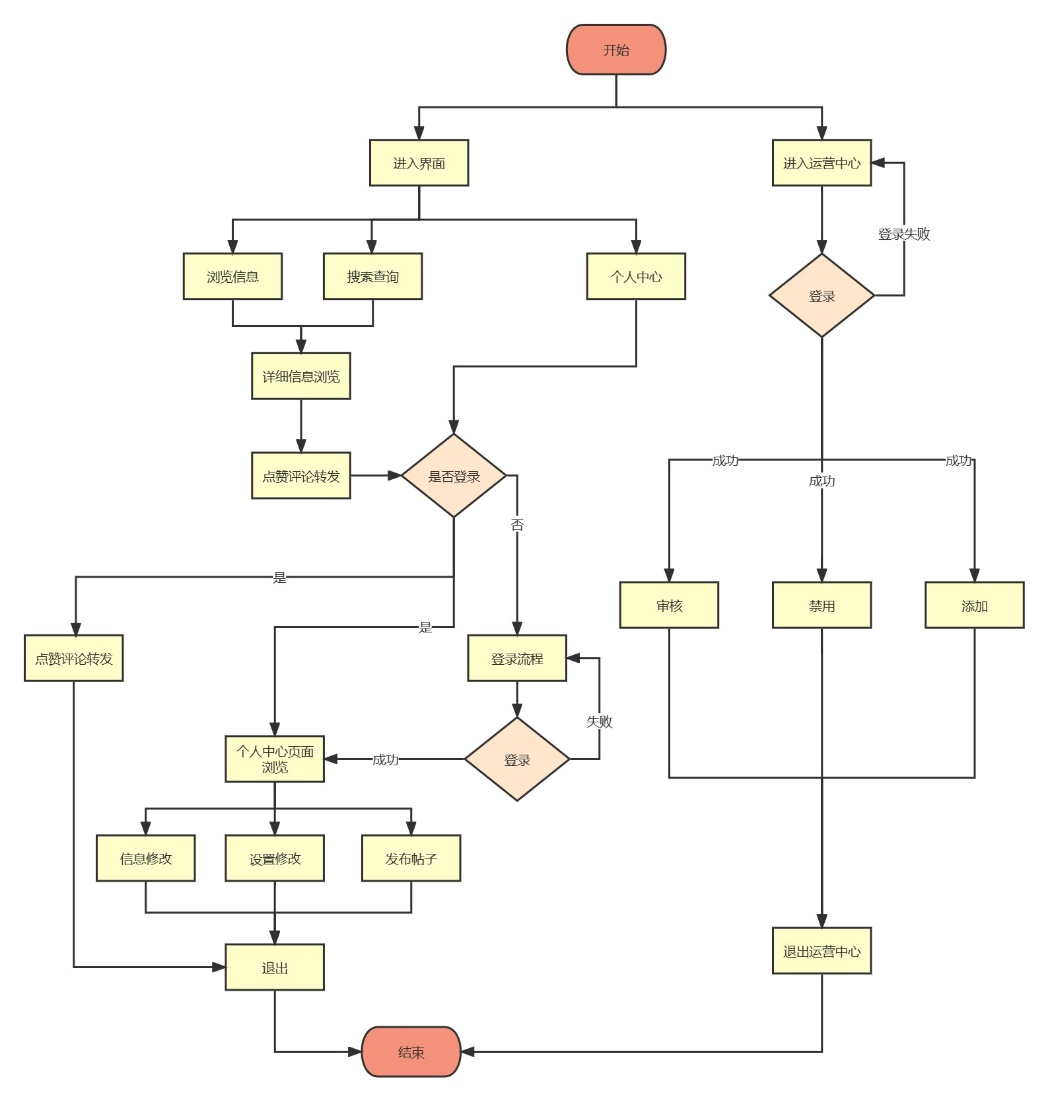 开始
进入界面
进入运营中心
登录失败
浏览信息
搜索查询
个人中心
登录
详细信息浏览
成功
成功
点赞评论转发
是否登录
成功
否
是
审核
禁用
添加
是
点赞评论转发
登录流程
失败
个人中心页面
浏览
成功
登录
信息修改
设置修改
发布帖子
退出运营中心
退出
结束